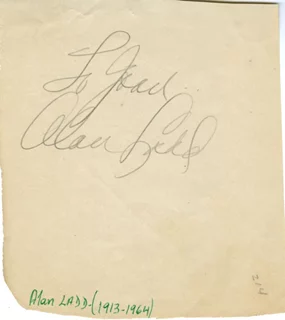 To Joan
Alan Ladd
Alan LADD-(1913-1964)